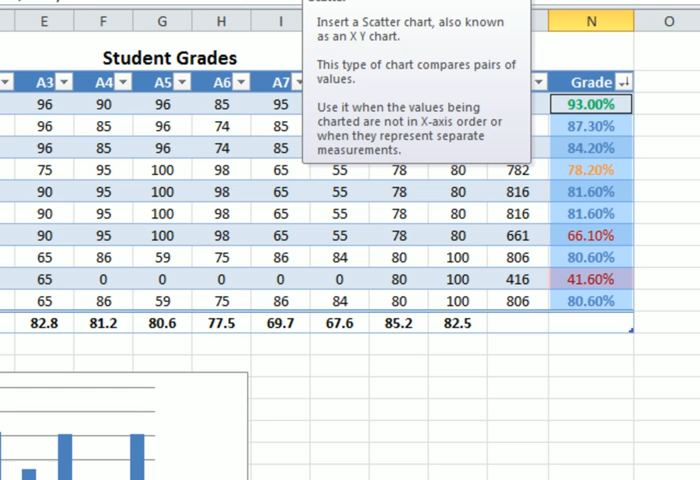 Insert a Scatter chart, also known
as an X Y chart.
This type of chart compares pairs of
values.
Use it when the values being
charted are not in X-axis order or
when they represent separate
measurements.
E F G H I N O
Student Grades
A3 A4 A5 A6 A7 Grade
96 90 96 85 95 93.00%
96 85 96 74 85 87.30%
96 85 96 74 85 84.20%
75 95 100 98 65 55 78 80 782 78.20%
90 95 100 98 65 55 78 80 816 81.60%
90 95 100 98 65 55 78 80 816 81.60%
90 95 100 98 65 55 78 80 661 66.10%
65 86 59 75 86 84 80 100 806 80.60%
65 0 0 0 0 0 80 100 416 41.60%
65 86 59 75 86 84 80 100 806 80.60%
82.8 81.2 80.6 77.5 69.7 67.6 85.2 82.5